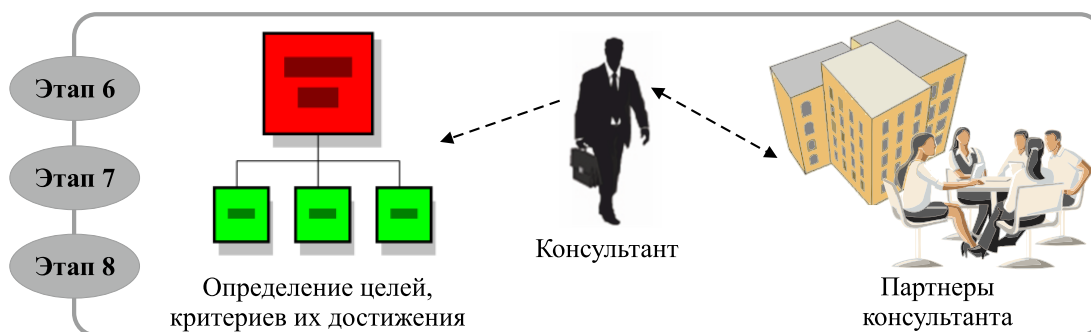 Этап 6
Этап 7
Этап 8
Определение целей,
критериев их достижения
Консультант
Партнеры
консультанта